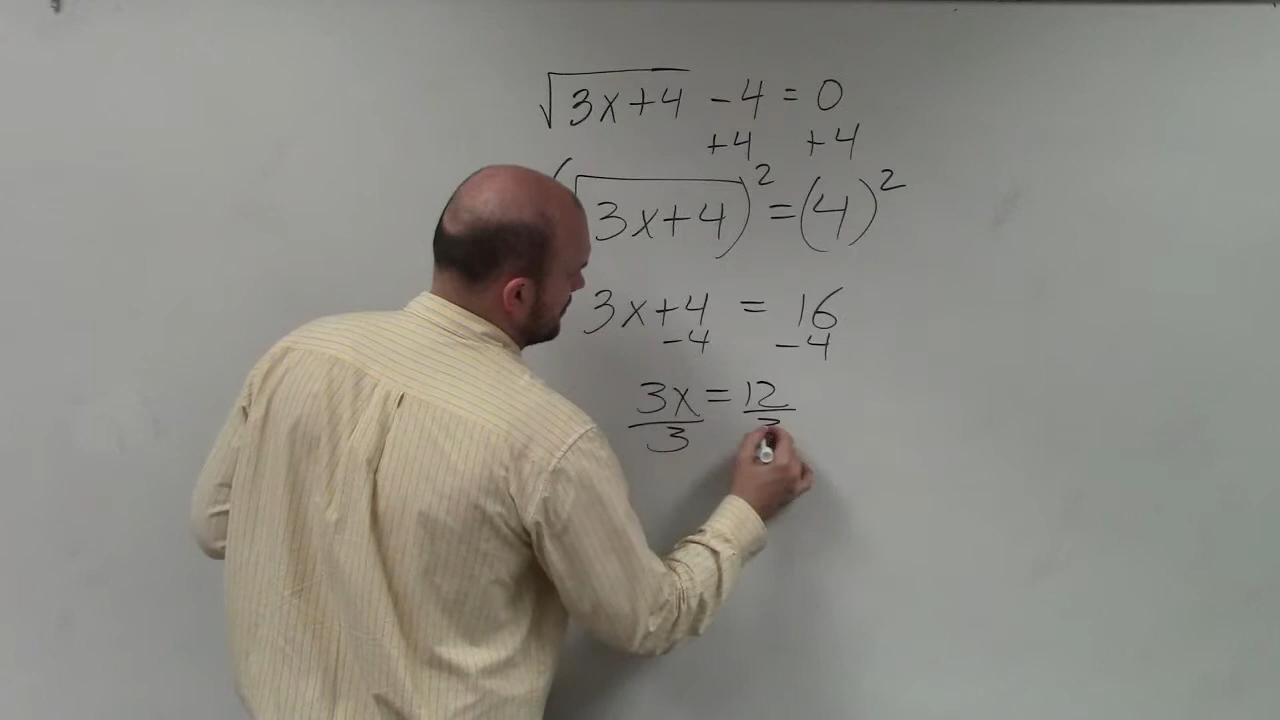 √3x+4 -4 = 0
+4 +4
(√3x+4)² = (4)²
3x+4 = 16
-4 -4
3x = 12
3 3